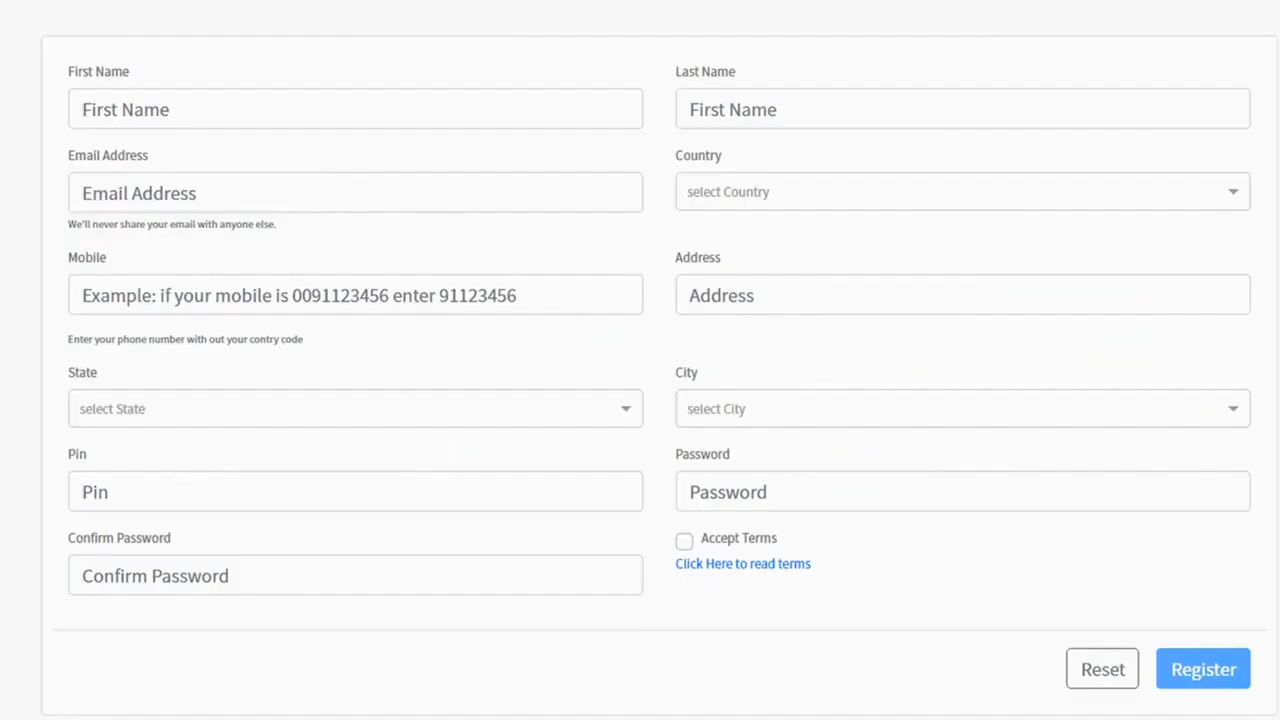 First Name
Last Name
First Name
First Name
Email Address
Country
Email Address
select Country
We'll never share your email with anyone else.
Mobile
Address
Example: if your mobile is 0091123456 enter 91123456
Address
Enter your phone number with out your contry code
State
City
select State
select City
Pin
Password
Pin
Password
Confirm Password
Accept Terms
Click Here to read terms
Confirm Password
Reset
Register